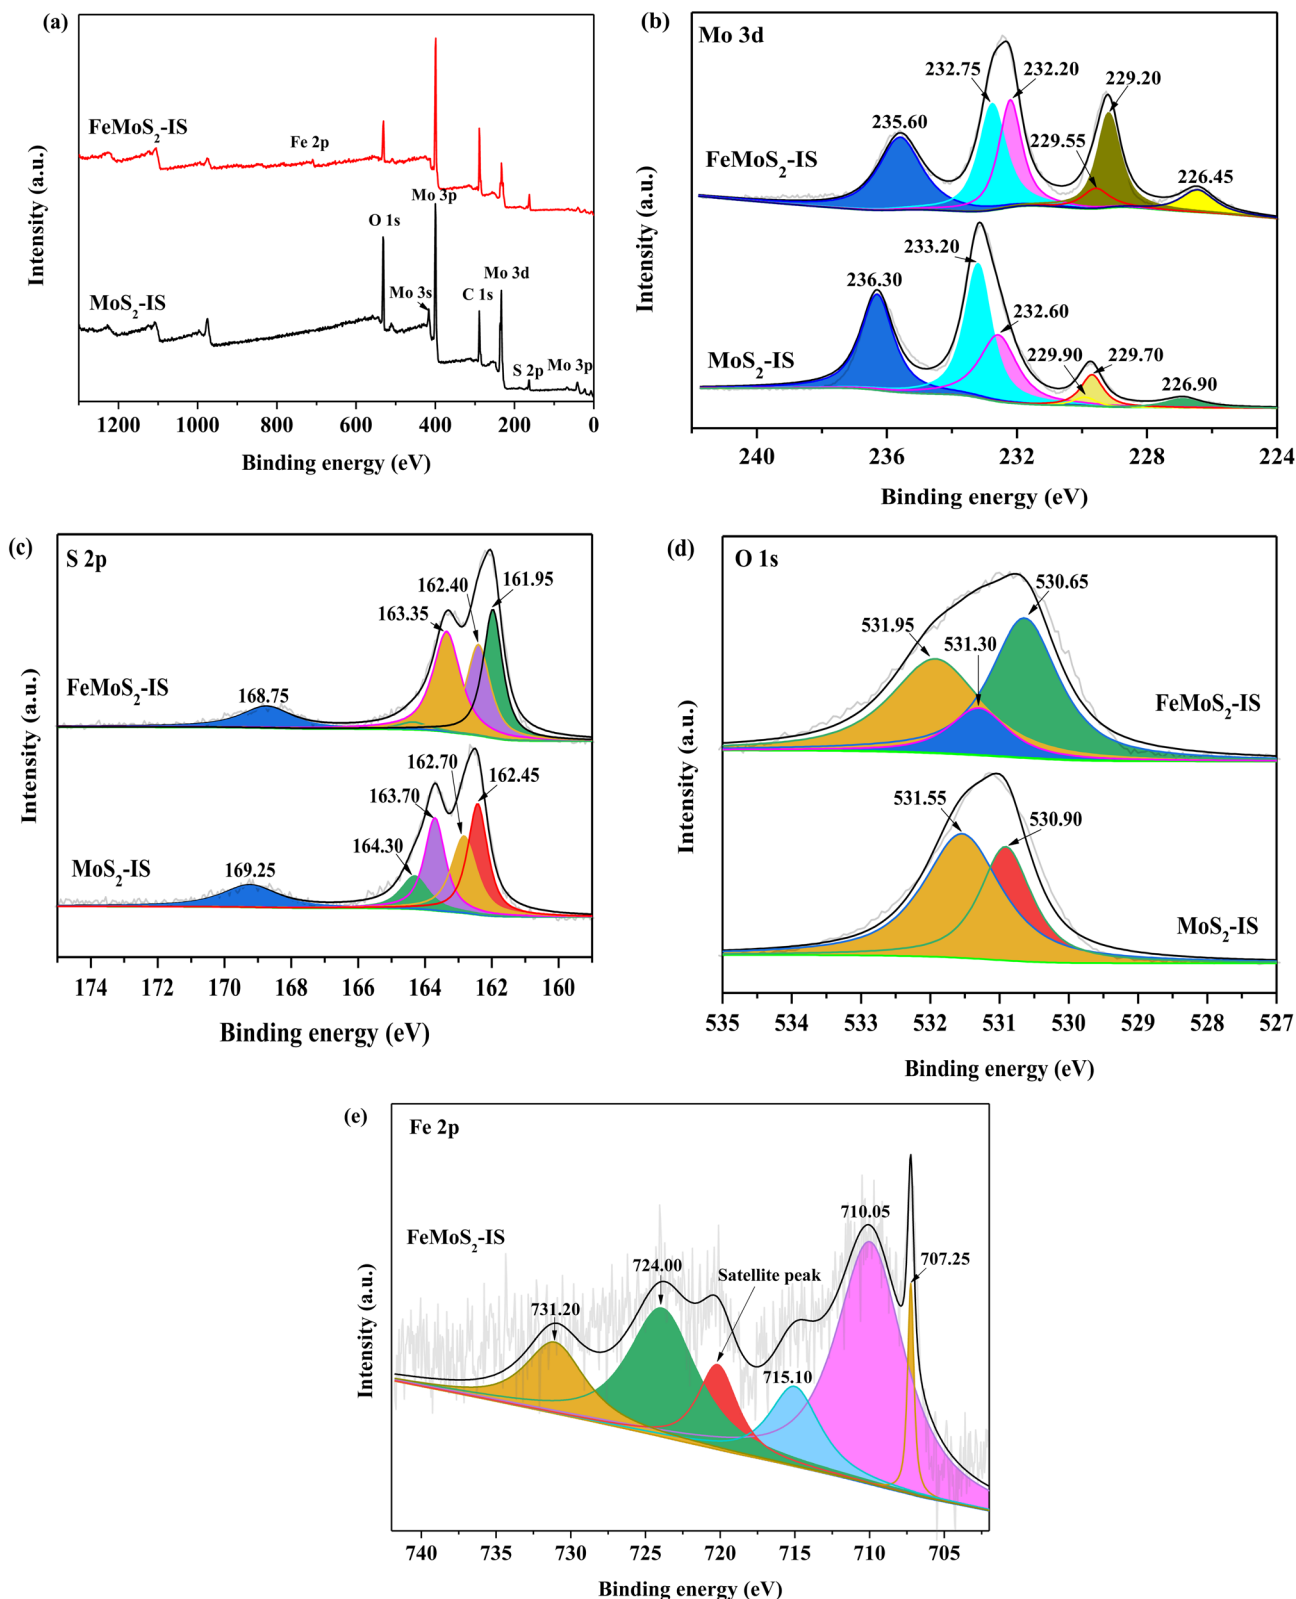 (a)
FeMoS2-IS
Fe 2p
Mo 3p
O 1s
Mo 3d
Mo 3s
C 1s
MoS2-IS
S 2p
Mo 3p
1200 1000 800 600 400 200 0
Binding energy (eV)
Intensity (a.u.)
(b)
Mo 3d
232.75
232.20
229.20
235.60
229.55
FeMoS2-IS
226.45
233.20
236.30
232.60
MoS2-IS
229.90
229.70
226.90
240 236 232 228 224
Binding energy (eV)
Intensity (a.u.)
(c)
S 2p
162.40
161.95
163.35
FeMoS2-IS
168.75
162.70
162.45
163.70
164.30
MoS2-IS
169.25
174 172 170 168 166 164 162 160
Binding energy (eV)
Intensity (a.u.)
(d)
O 1s
530.65
531.95
531.30
FeMoS2-IS
531.55
530.90
MoS2-IS
535 534 533 532 531 530 529 528 527
Binding energy (eV)
Intensity (a.u.)
(e)
Fe 2p
710.05
FeMoS2-IS
707.25
724.00
Satellite peak
731.20
715.10
740 735 730 725 720 715 710 705
Binding energy (eV)
Intensity (a.u.)